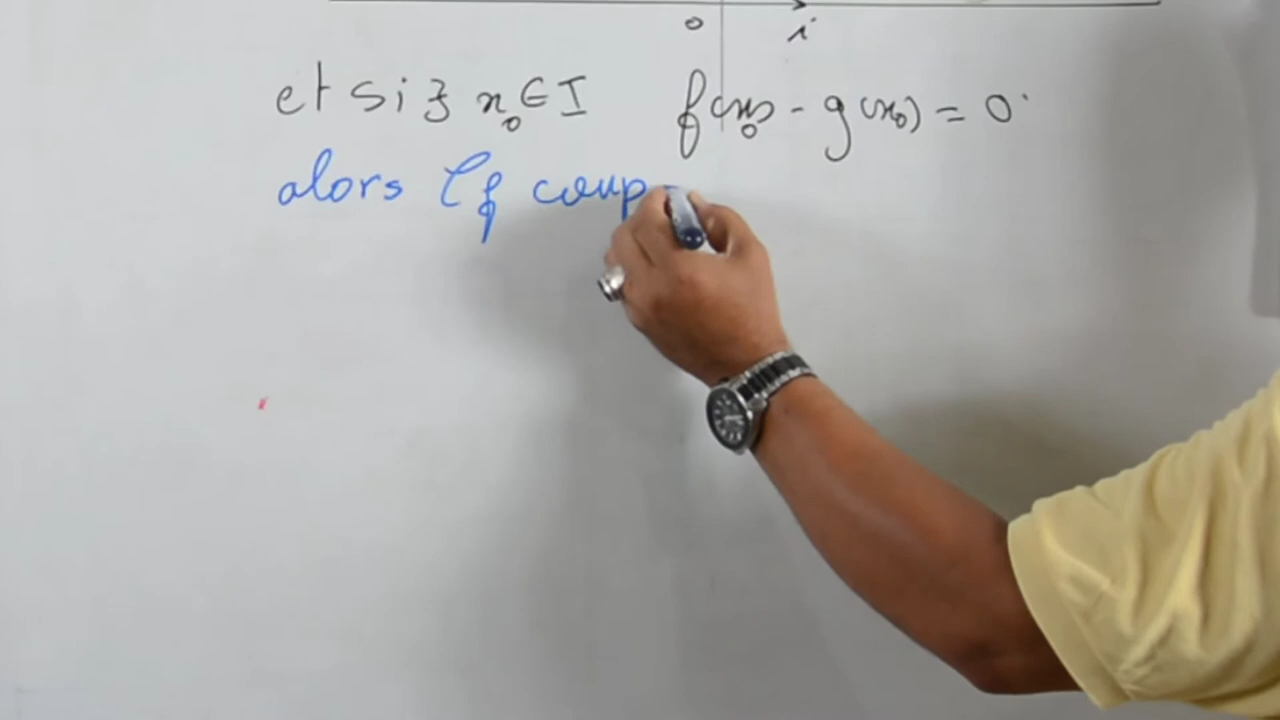 o i
et si ∃ x₀ ∈ I f(x₀) - g(x₀) = 0
alors Cf coup